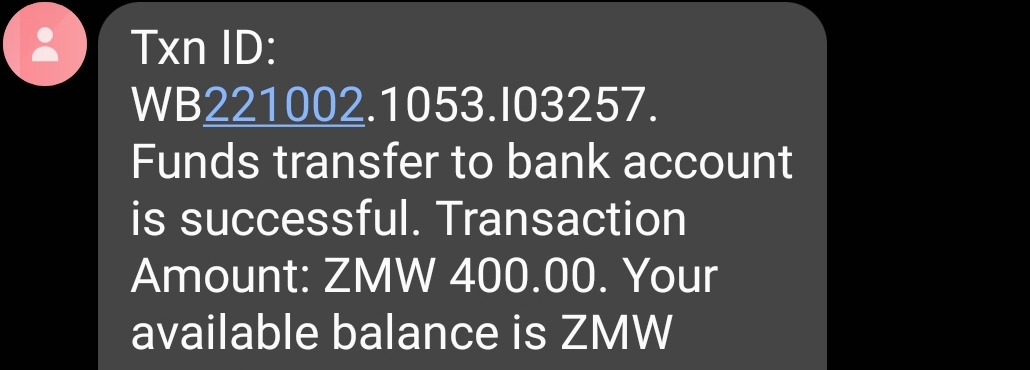 Txn ID:
WB221002.1053.I03257.
Funds transfer to bank account
is successful. Transaction
Amount: ZMW 400.00. Your
available balance is ZMW